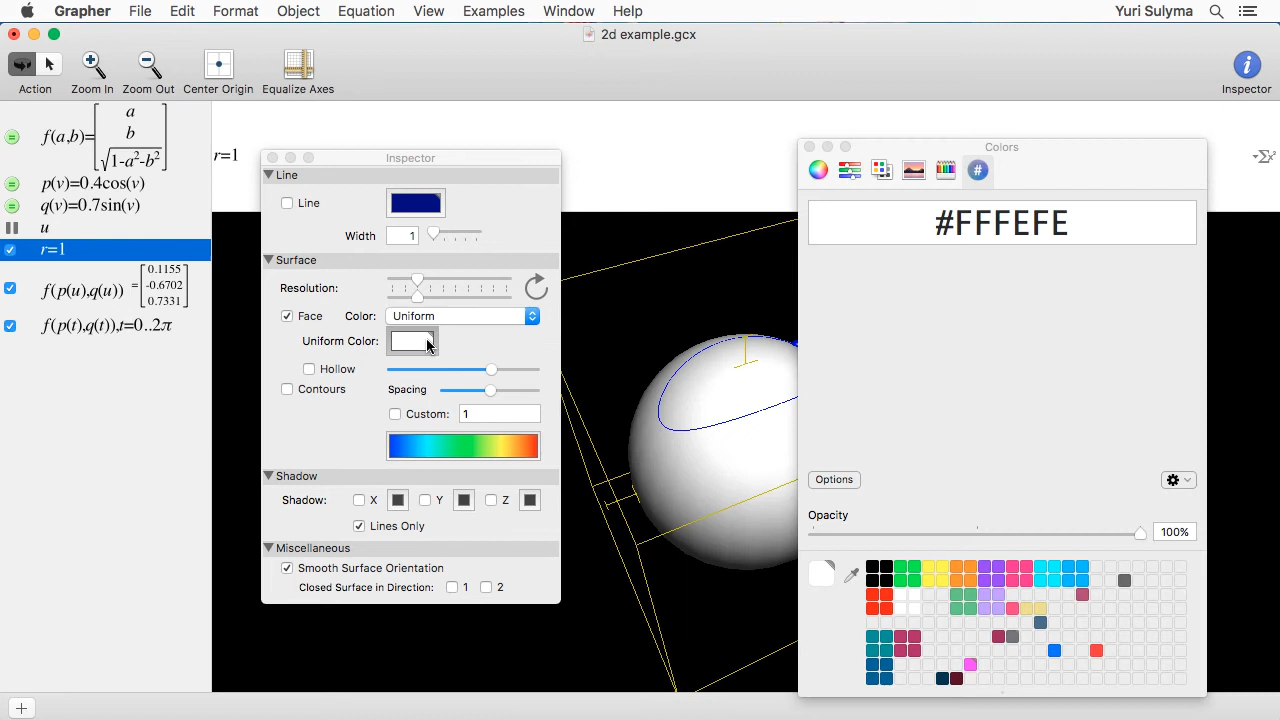 Grapher File Edit Format Object Equation View Examples Window Help Yuri Sulyma
2d example.gcx
Action Zoom In Zoom Out Center Origin Equalize Axes Inspector
f(a,b)=[a b √1-a²-b²]
p(v)=0.4cos(v)
q(v)=0.7sin(v)
u
r=1
f(p(u),q(u)) =[0.1155 -0.6702 0.7331]
f(p(t),q(t)),t=0..2π
r=1
Σx²
Inspector
Line
Line
Width 1
Surface
Resolution:
Face Color: Uniform
Uniform Color:
Hollow
Contours Spacing
Custom: 1
Shadow
Shadow: X Y Z
Lines Only
Miscellaneous
Smooth Surface Orientation
Closed Surface in Direction: 1 2
Colors
#
#FFFEFE
Options
Opacity
100%